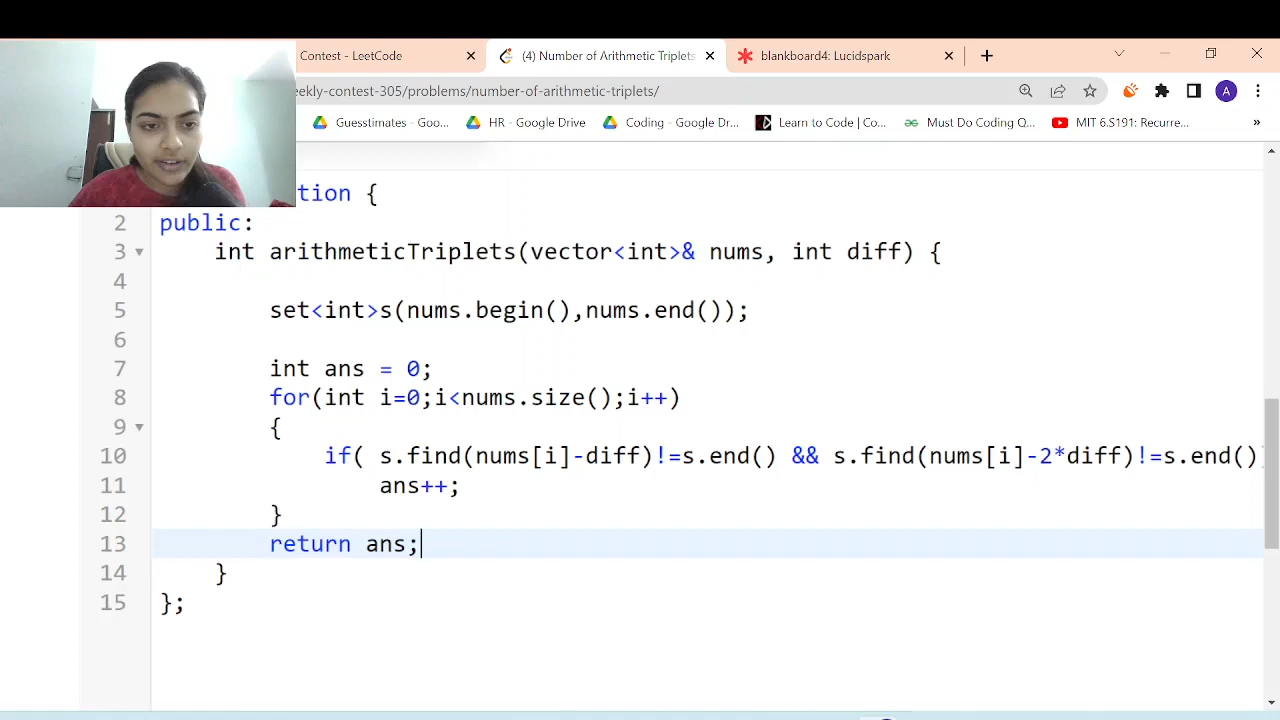 Contest - LeetCode
(4) Number of Arithmetic Triplets
blankboard4: Lucidspark
eekly-contest-305/problems/number-of-arithmetic-triplets/
A
Guesstimates - Goo...
HR - Google Drive
Coding - Google Dr...
Learn to Code | Co...
Must Do Coding Q...
MIT 6.S191: Recurre...
»
tion {
2 public:
3 int arithmeticTriplets(vector<int>& nums, int diff) {
4
5 set<int>s(nums.begin(),nums.end());
6
7 int ans = 0;
8 for(int i=0;i<nums.size();i++)
9 {
10 if( s.find(nums[i]-diff)!=s.end() && s.find(nums[i]-2*diff)!=s.end()
11 ans++;
12 }
13 return ans;
14 }
15 };